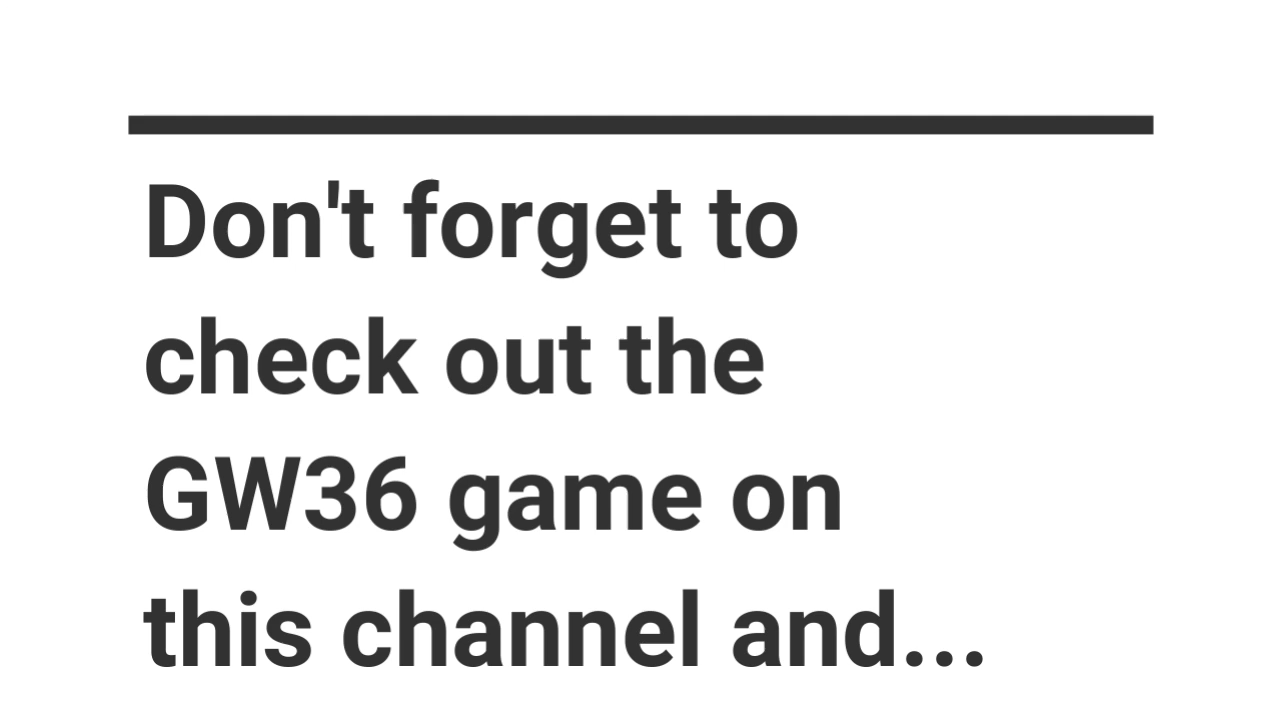 Don't forget to
check out the
GW36 game on
this channel and...